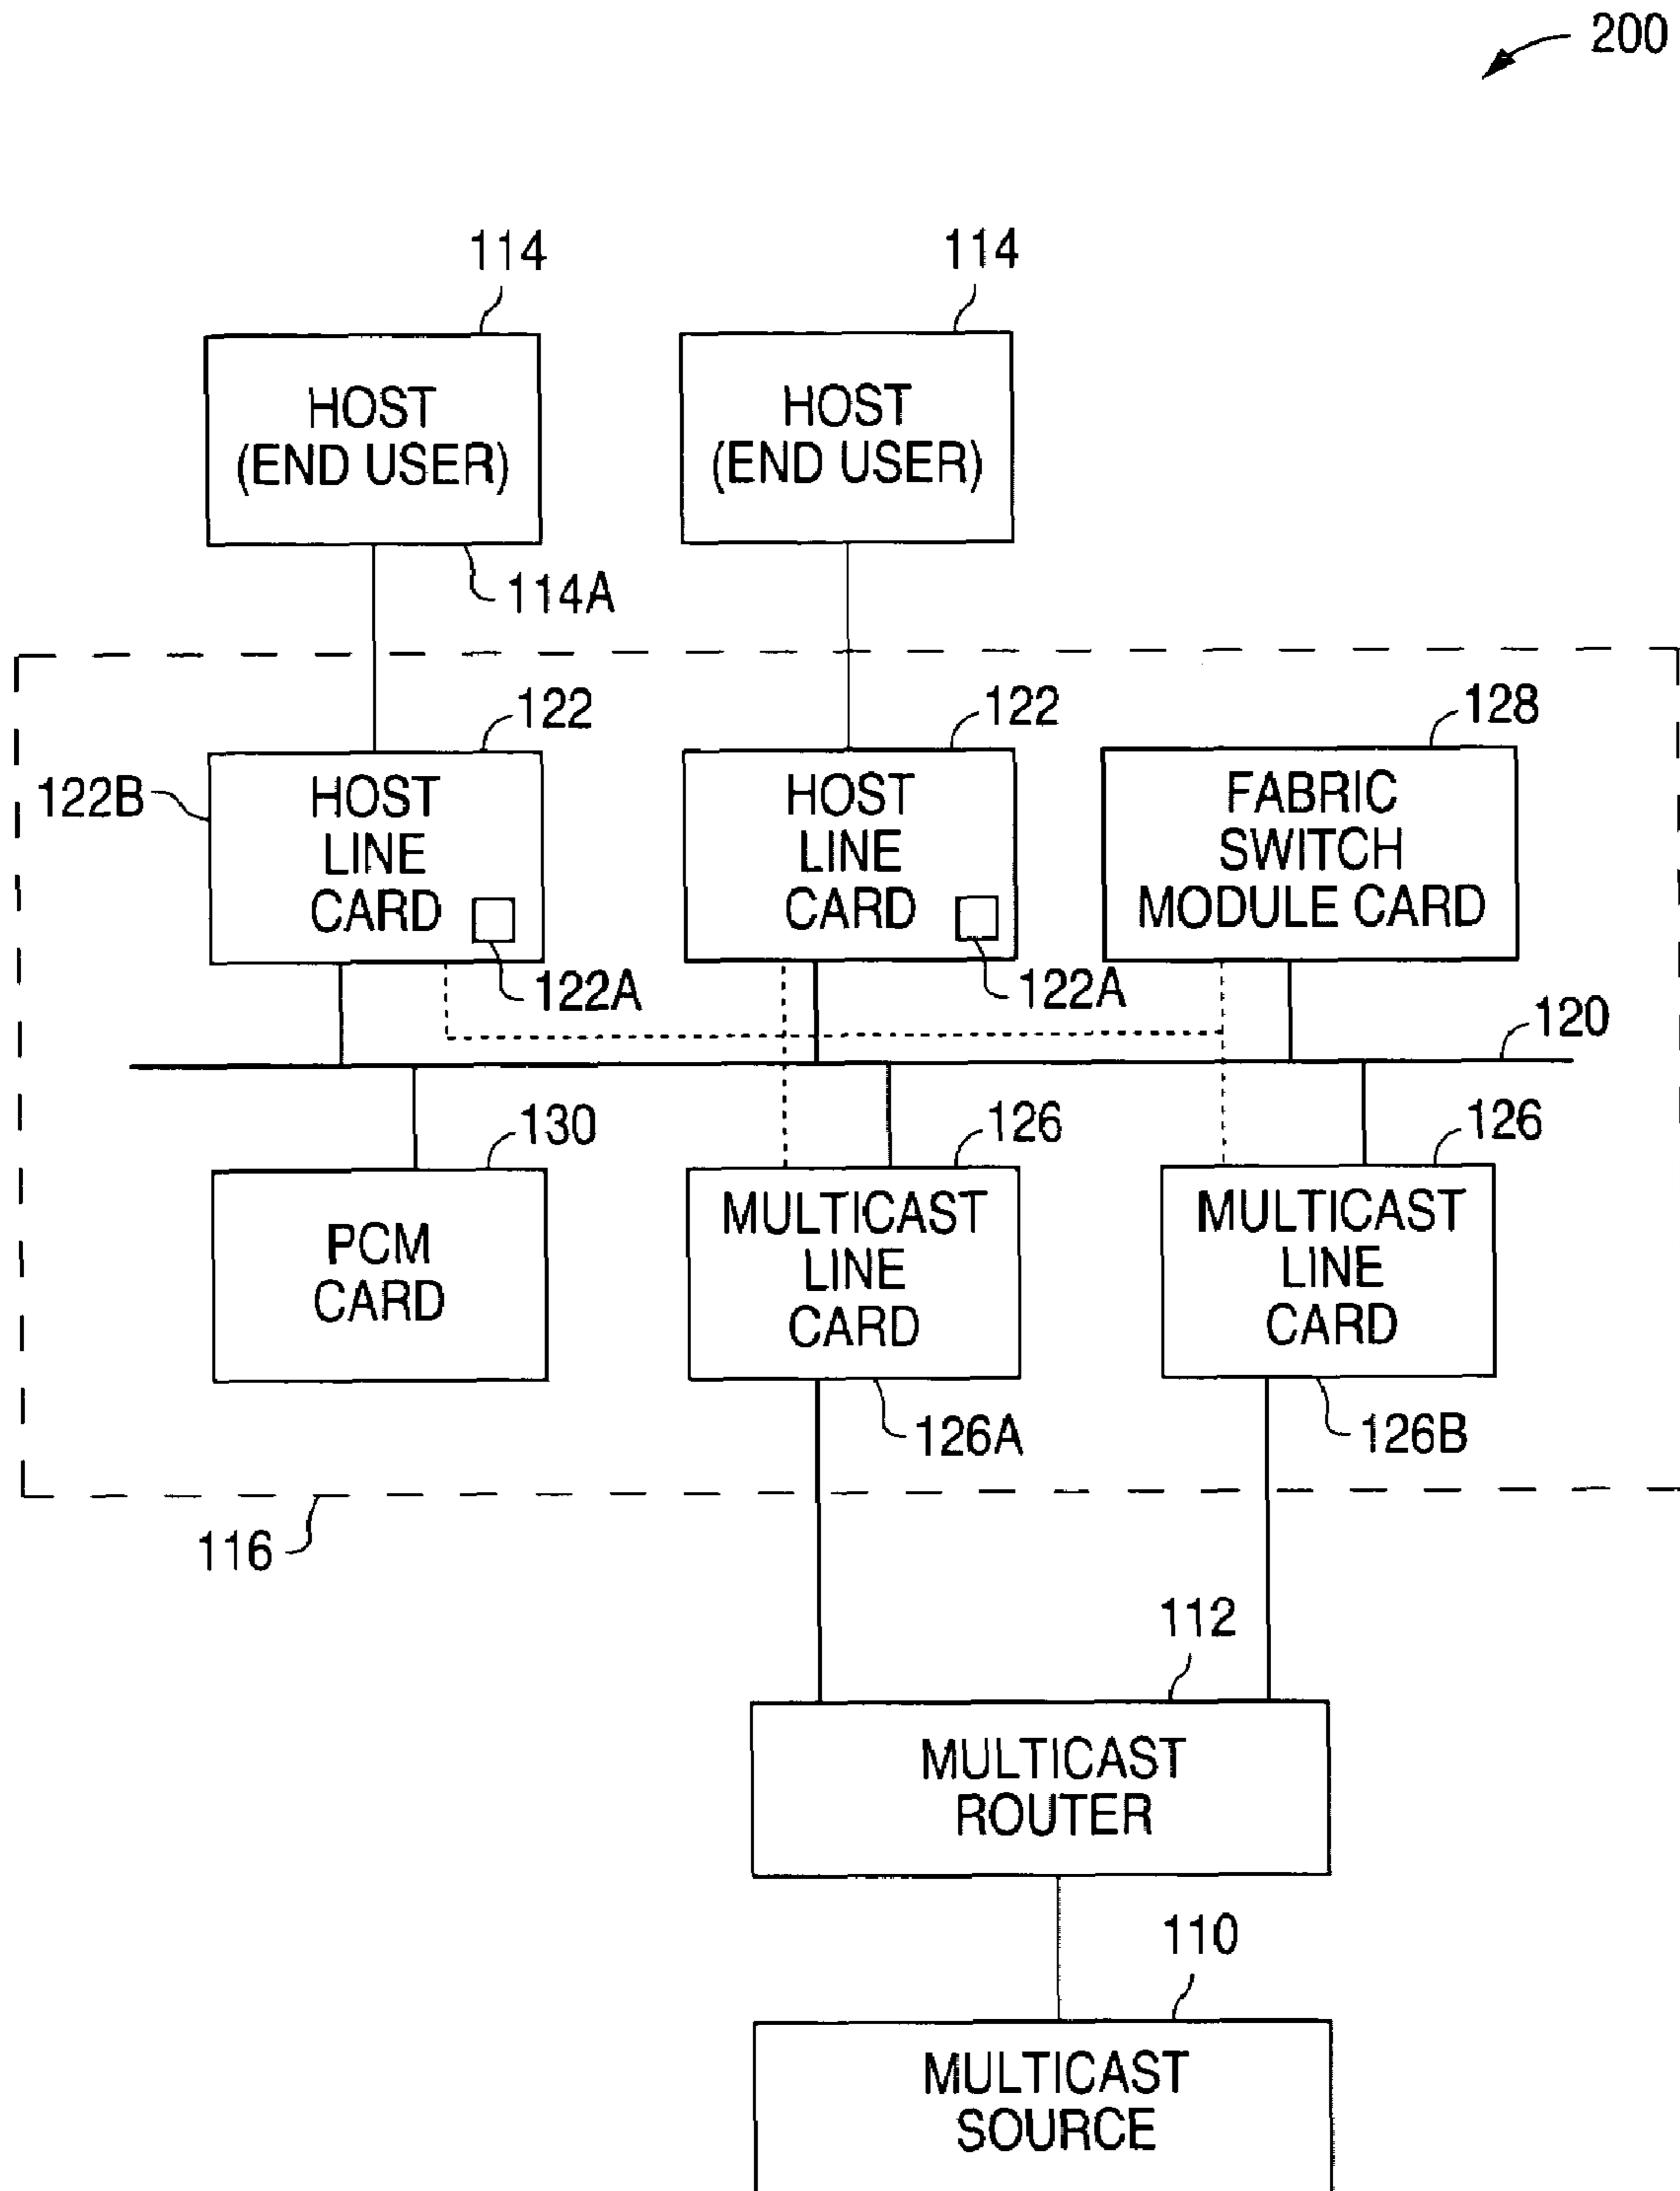 200
114
114
HOST
(END USER)
HOST
(END USER)
114A
122
122
128
122B
HOST
LINE
CARD
HOST
LINE
CARD
FABRIC
SWITCH
MODULE CARD
122A
122A
120
130
126
126
PCM
CARD
MULTICAST
LINE
CARD
MULTICAST
LINE
CARD
126A
126B
116
112
MULTICAST
ROUTER
110
MULTICAST
SOURCE